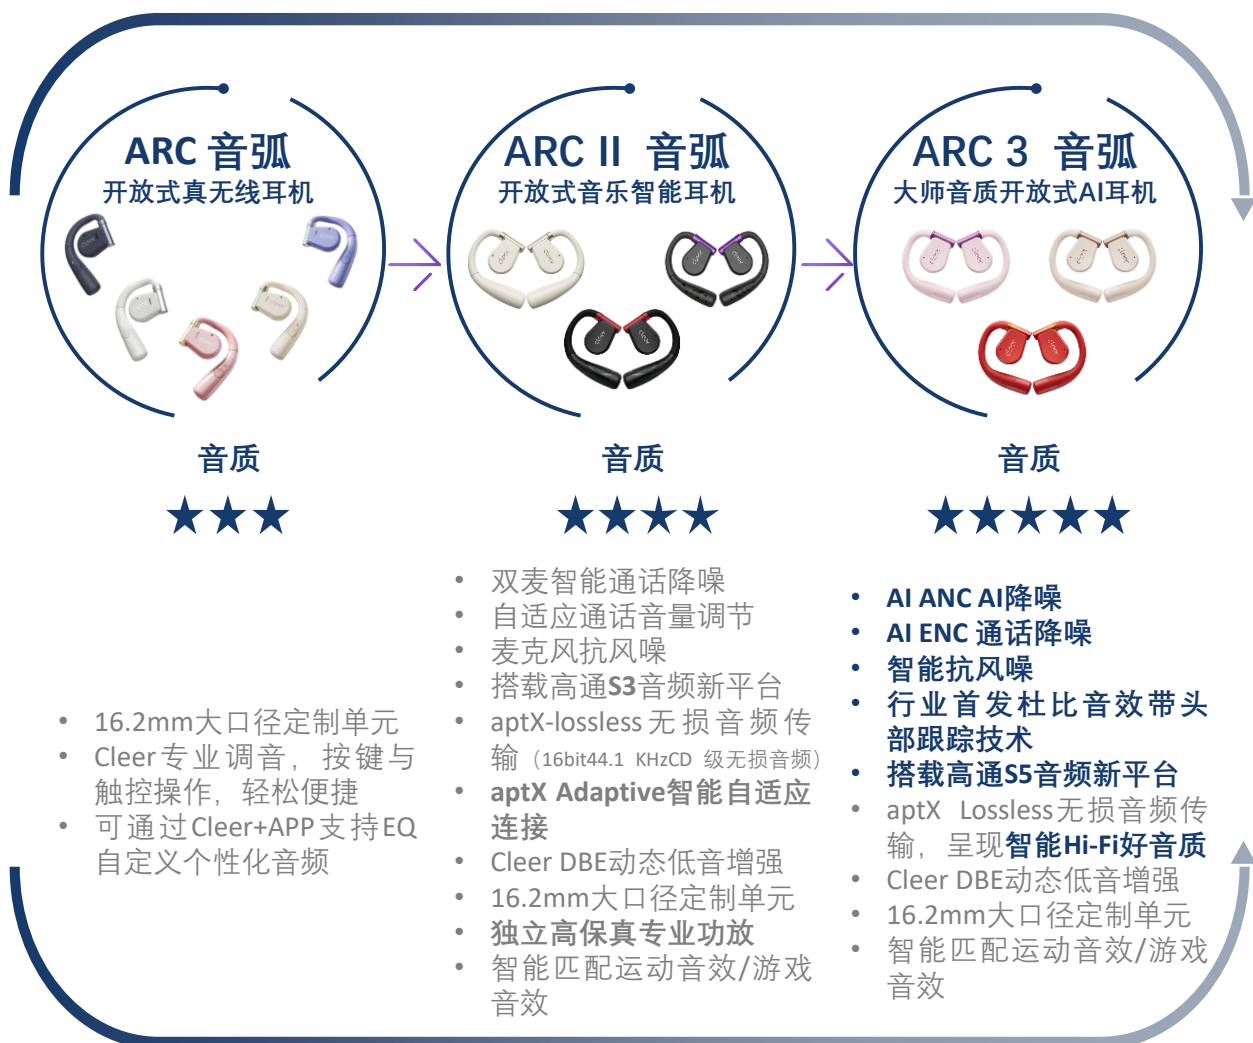 ARC 音弧
开放式真无线耳机
音质
16.2mm大口径定制单元
Cleer专业调音，按键与
触控操作，轻松便捷
可通过Cleer+APP支持EQ
自定义个性化音频
ARC II 音弧
开放式音乐智能耳机
音质
双麦智能通话降噪
自适应通话音量调节
麦克风抗风噪
搭载高通S3音频新平台
aptX-lossless无损音频传
输（16bit44.1 KHzCD 级无损音频）
aptX Adaptive智能自适应
连接
Cleer DBE动态低音增强
16.2mm大口径定制单元
独立高保真专业功放
智能匹配运动音效/游戏
音效
ARC 3 音弧
大师音质开放式AI耳机
音质
AI ANC AI降噪
AI ENC 通话降噪
智能抗风噪
行业首发杜比音效带头
部跟踪技术
搭载高通S5音频新平台
aptX Lossless无损音频传
输，呈现智能Hi-Fi好音质
Cleer DBE动态低音增强
16.2mm大口径定制单元
智能匹配运动音效/游戏
音效